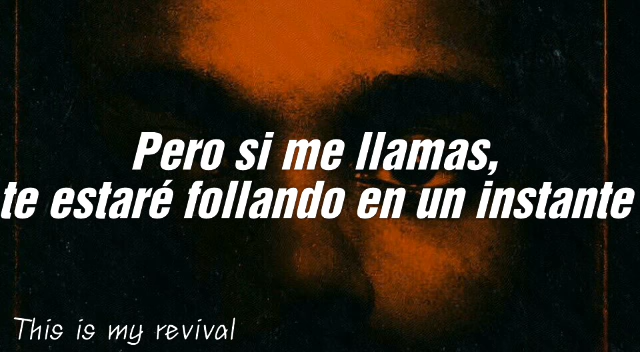 Pero si me llamas,
te estaré follando en un instante
This is my revival